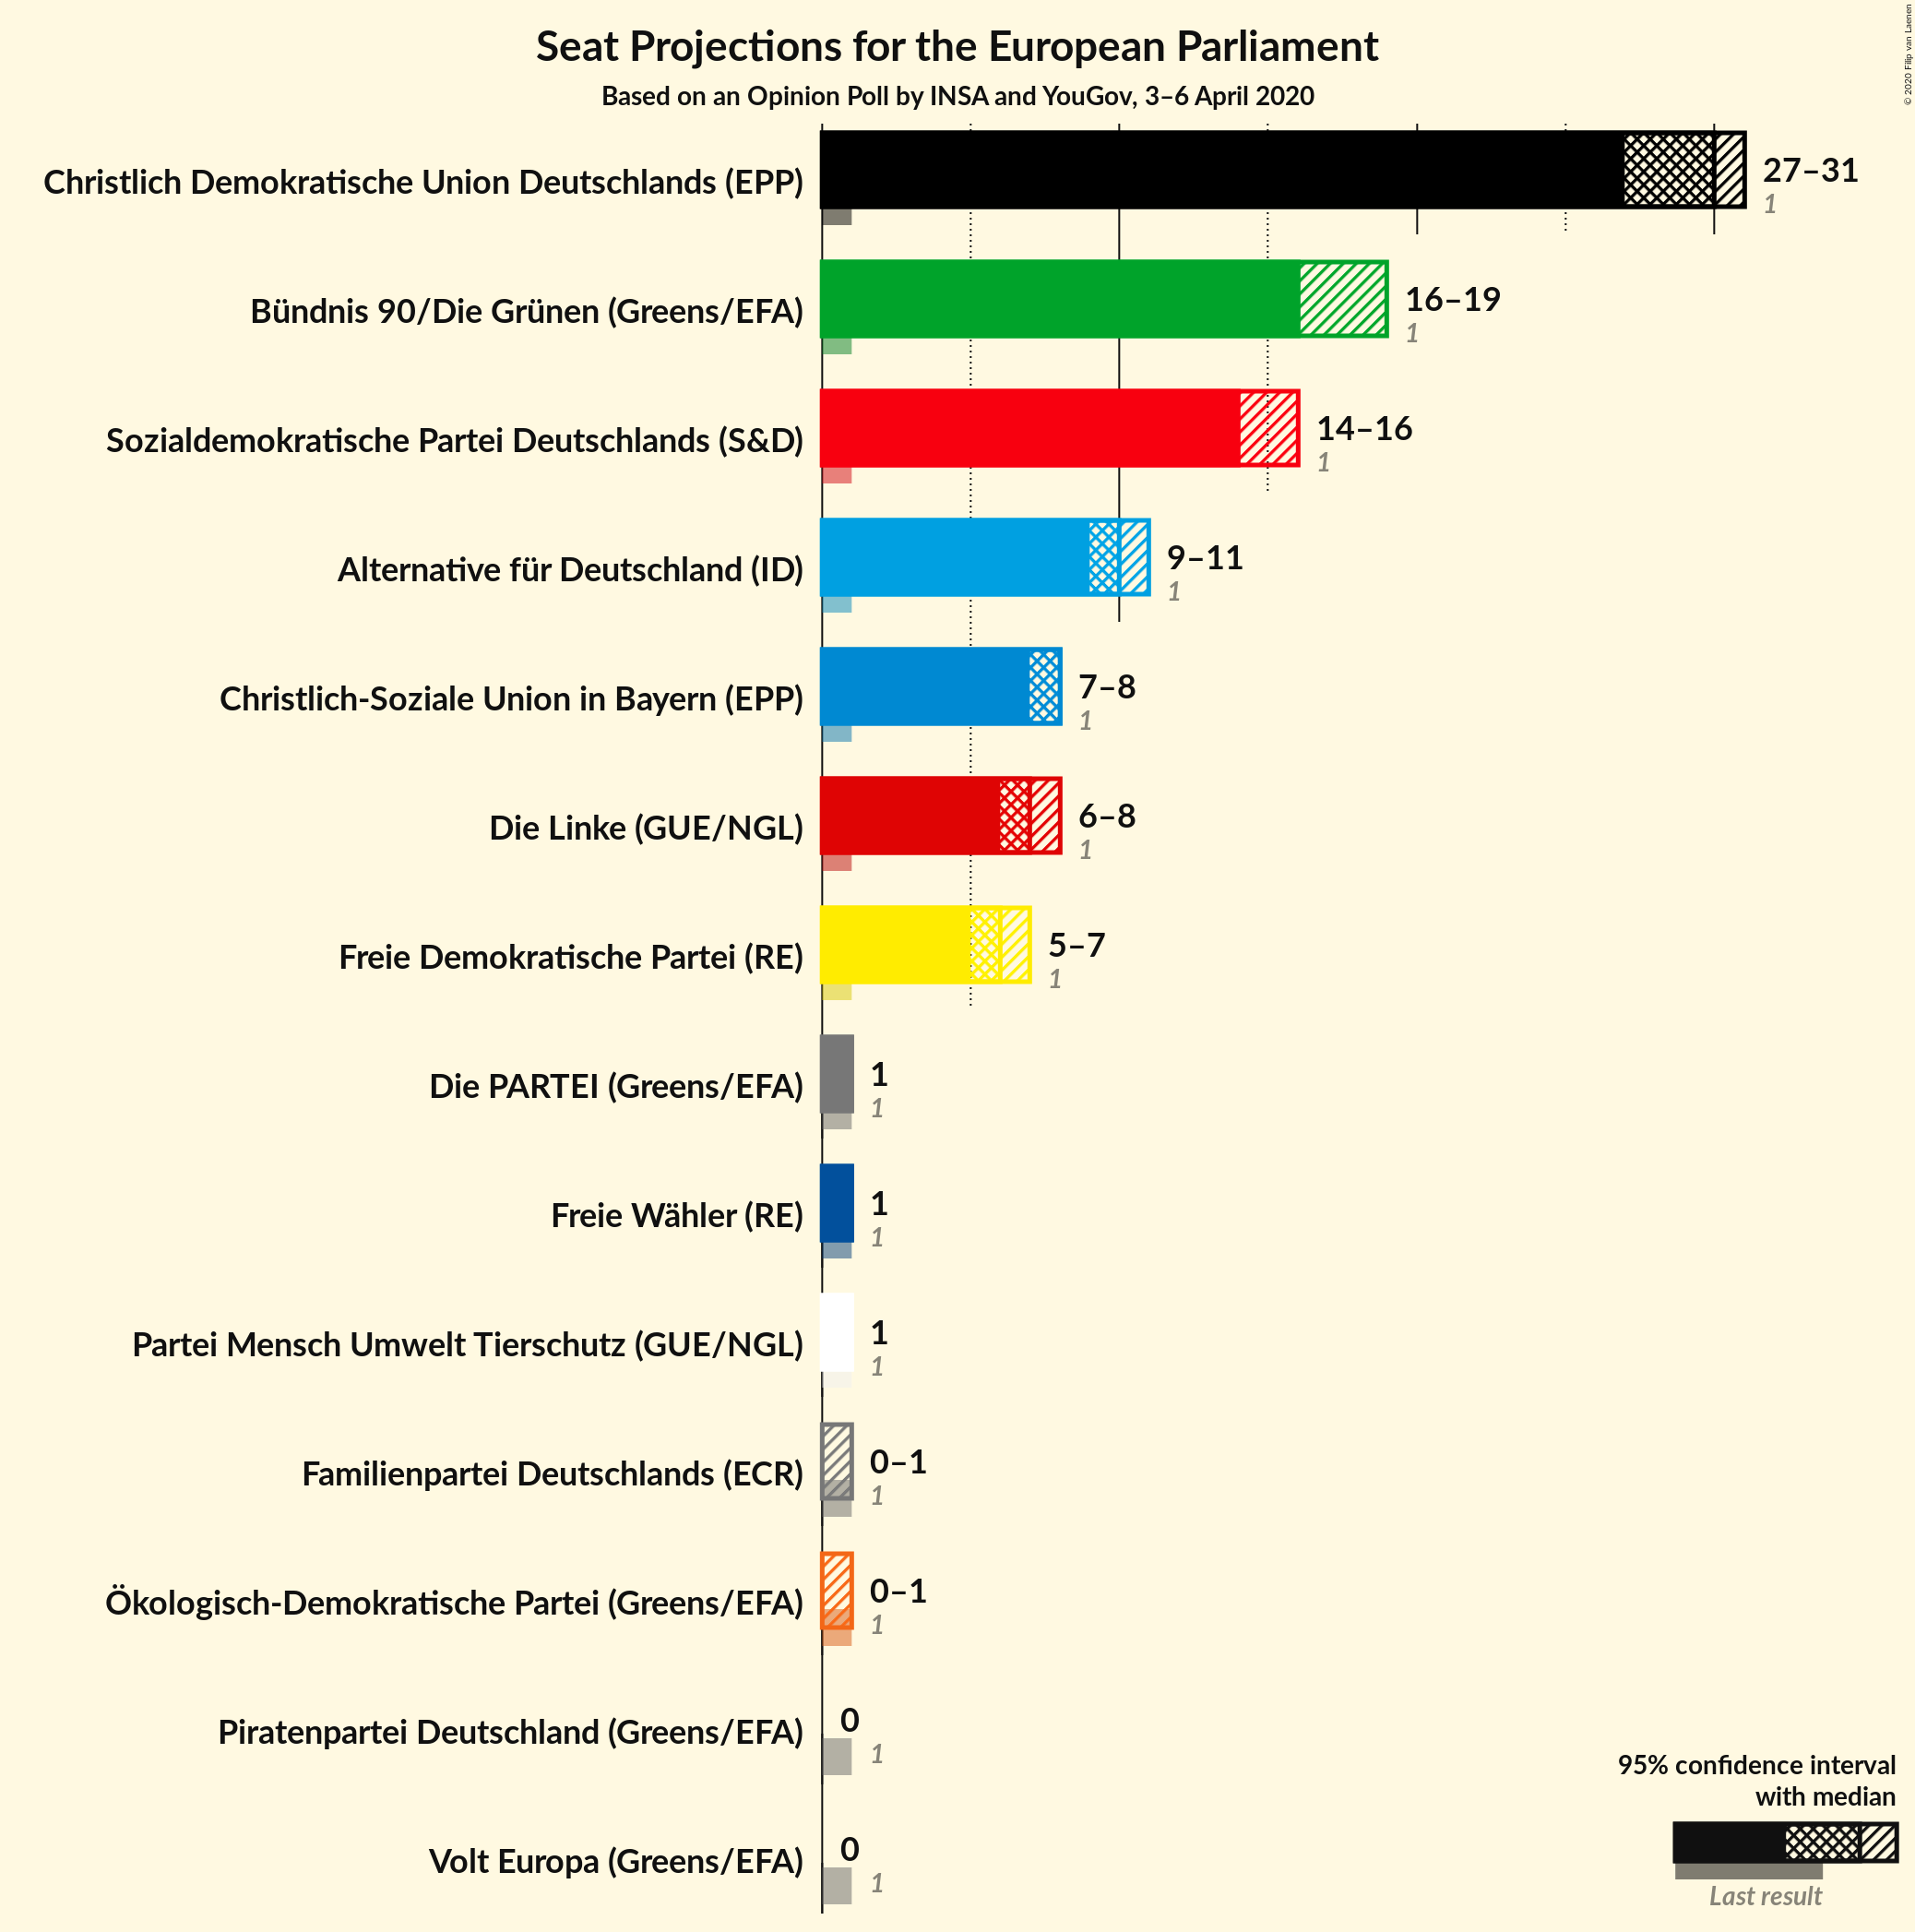 Seat Projections for the European Parliament
Based on an Opinion Poll by INSA and YouGov, 3–6 April 2020
© 2020 Filip van Laenen
Christlich Demokratische Union Deutschlands (EPP)
27–31
1
Bündnis 90/Die Grünen (Greens/EFA)
16–19
1
Sozialdemokratische Partei Deutschlands (S&D)
14–16
1
Alternative für Deutschland (ID)
9–11
1
Christlich-Soziale Union in Bayern (EPP)
7–8
1
Die Linke (GUE/NGL)
6–8
1
Freie Demokratische Partei (RE)
5–7
1
Die PARTEI (Greens/EFA)
1
1
Freie Wähler (RE)
1
1
Partei Mensch Umwelt Tierschutz (GUE/NGL)
1
1
Familienpartei Deutschlands (ECR)
0–1
1
Ökologisch-Demokratische Partei (Greens/EFA)
0–1
1
Piratenpartei Deutschland (Greens/EFA)
0
1
Volt Europa (Greens/EFA)
0
1
95% confidence interval
with median
Last result